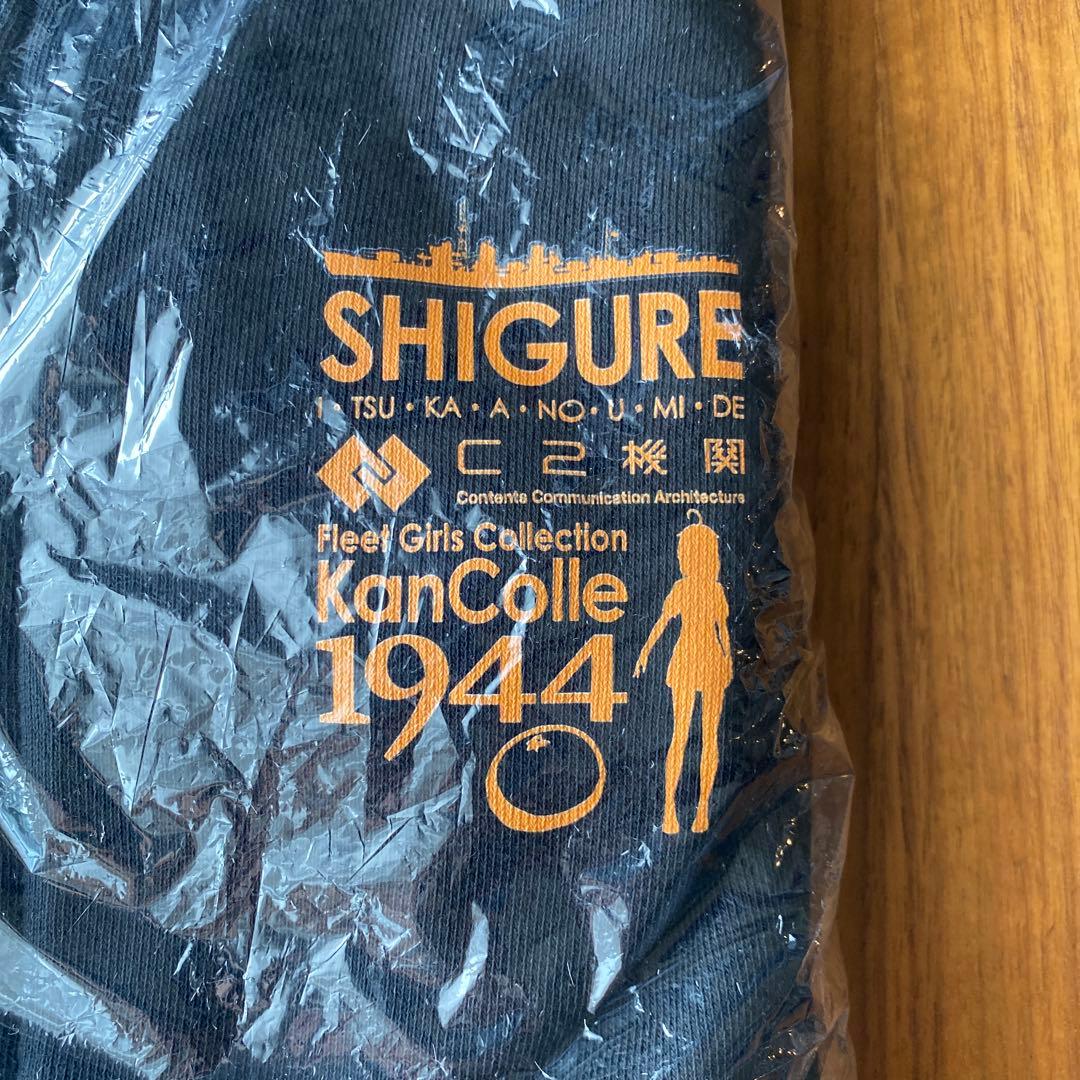 SHIGURE
I・TSU・KA・A・NO・U・MI・DE
C2機関
Contents Communication Architecture
Fleet Girls Collection
KanColle
1944